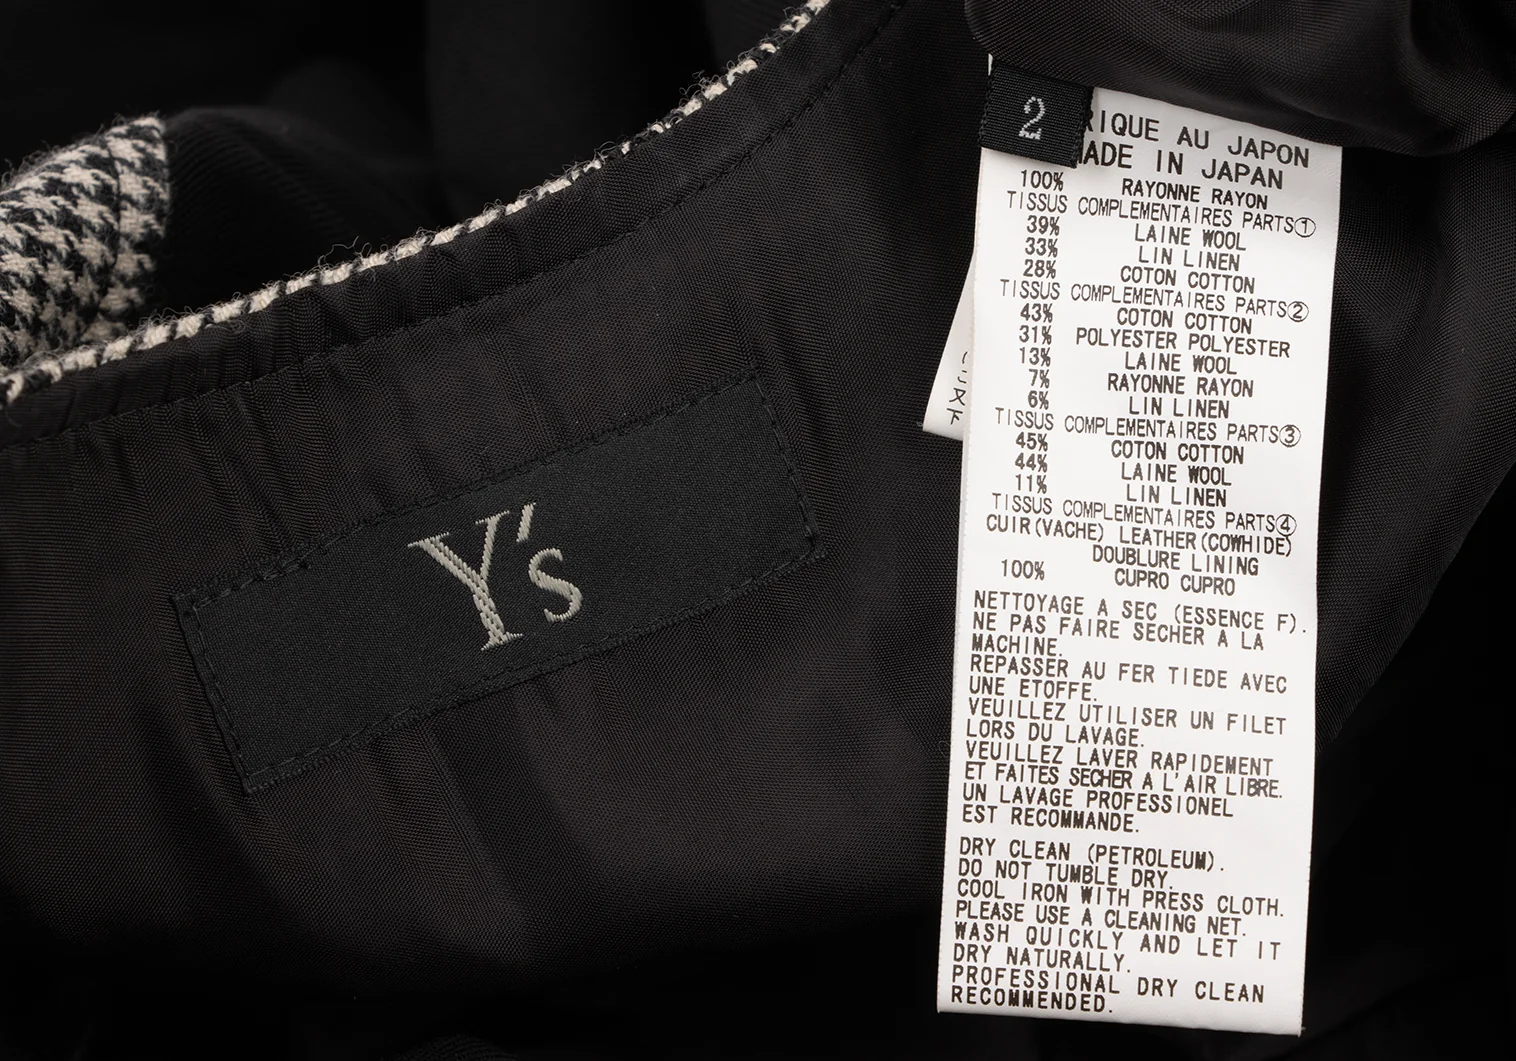 Y's
2
RIQUE AU JAPON
ADE IN JAPAN
100% RAYONNE RAYON
TISSUS COMPLEMENTAIRES PARTS①
39% LAINE WOOL
33% LIN LINEN
28% COTON COTTON
TISSUS COMPLEMENTAIRES PARTS②
43% COTON COTTON
31% POLYESTER POLYESTER
13% LAINE WOOL
7% RAYONNE RAYON
6% LIN LINEN
TISSUS COMPLEMENTAIRES PARTS③
45% COTON COTTON
44% LAINE WOOL
11% LIN LINEN
TISSUS COMPLEMENTAIRES PARTS④
CUIR(VACHE) LEATHER(COWHIDE)
DOUBLURE LINING
100% CUPRO CUPRO
NETTOYAGE A SEC (ESSENCE F).
NE PAS FAIRE SECHER A LA
MACHINE.
REPASSER AU FER TIEDE AVEC
UNE ETOFFE.
VEUILLEZ UTILISER UN FILET
LORS DU LAVAGE.
VEUILLEZ LAVER RAPIDEMENT
ET FAITES SECHER A L'AIR LIBRE.
UN LAVAGE PROFESSIONEL
EST RECOMMANDE.
DRY CLEAN (PETROLEUM).
DO NOT TUMBLE DRY.
COOL IRON WITH PRESS CLOTH.
PLEASE USE A CLEANING NET.
WASH QUICKLY AND LET IT
DRY NATURALLY.
PROFESSIONAL DRY CLEAN
RECOMMENDED.